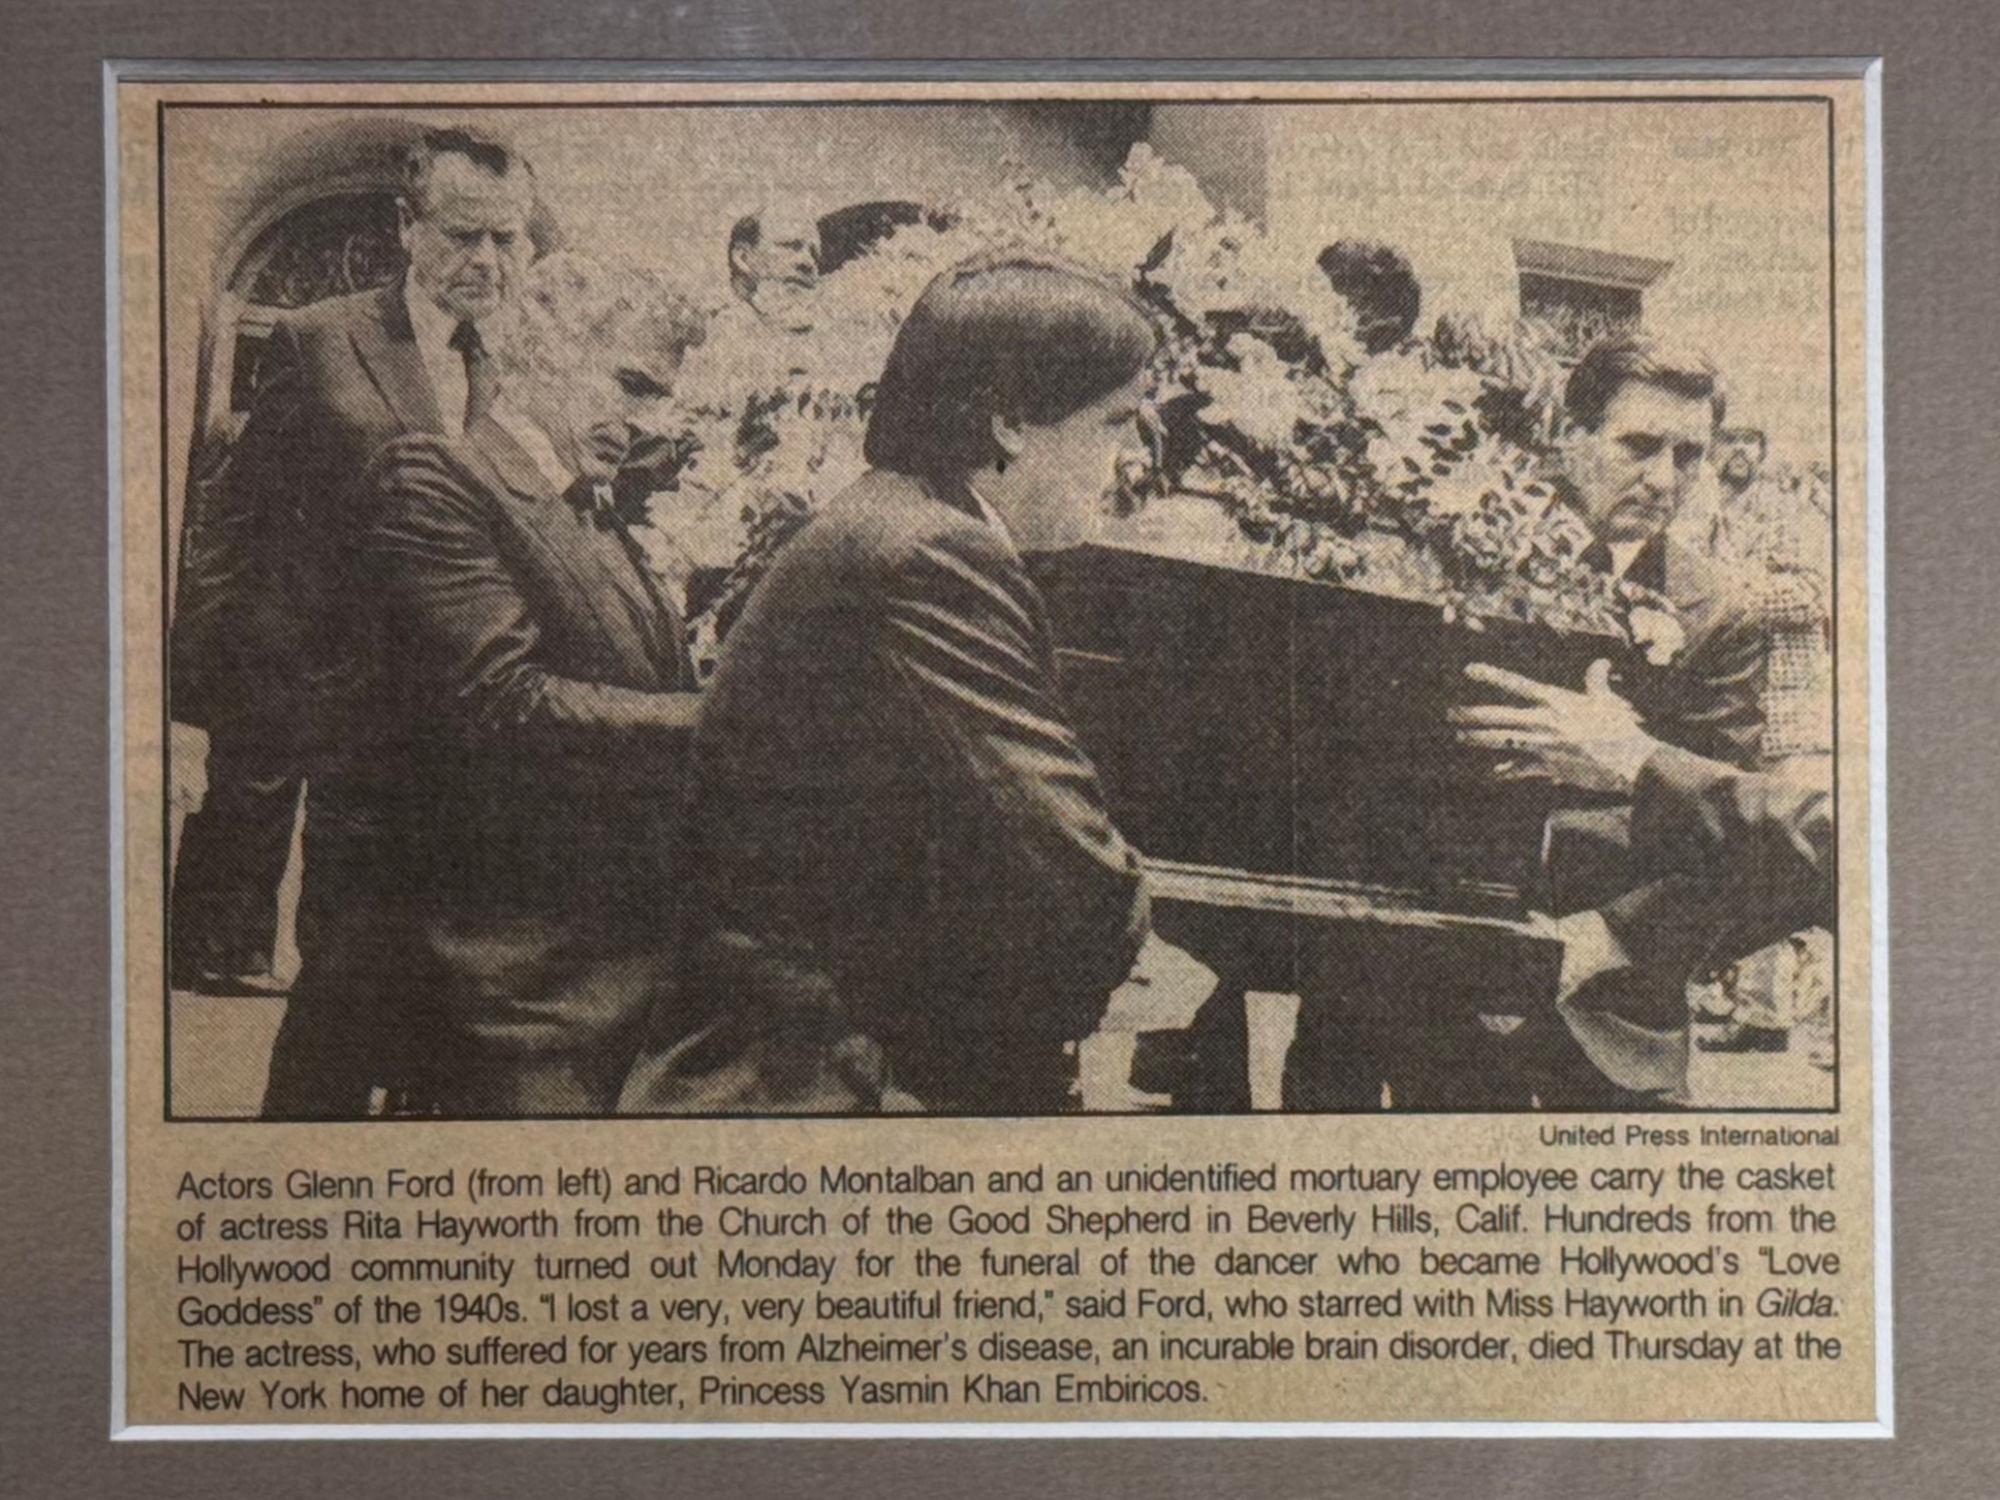 United Press International
Actors Glenn Ford (from left) and Ricardo Montalban and an unidentified mortuary employee carry the casket
of actress Rita Hayworth from the Church of the Good Shepherd in Beverly Hills, Calif. Hundreds from the
Hollywood community turned out Monday for the funeral of the dancer who became Hollywood's “Love
Goddess” of the 1940s. “I lost a very, very beautiful friend,” said Ford, who starred with Miss Hayworth in Gilda.
The actress, who suffered for years from Alzheimer's disease, an incurable brain disorder, died Thursday at the
New York home of her daughter, Princess Yasmin Khan Embiricos.